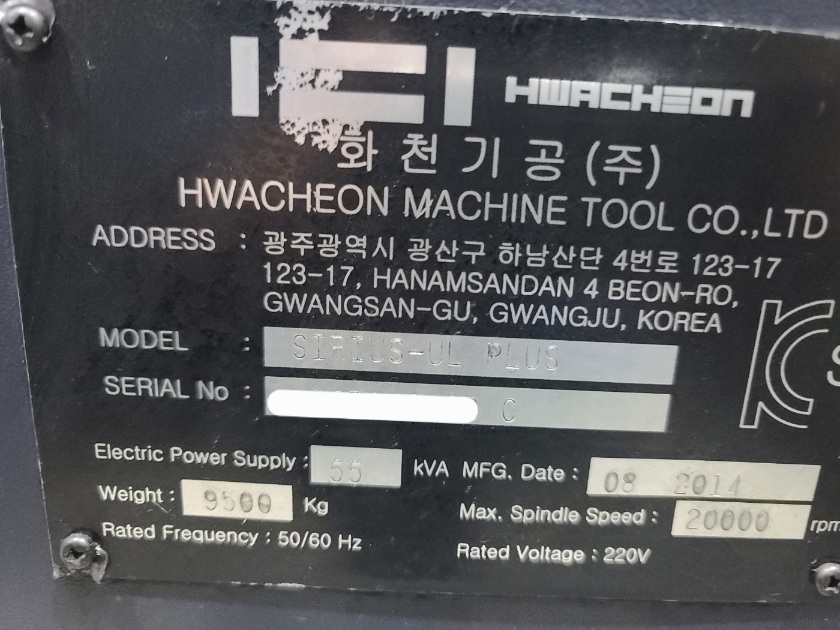 HWACHEON
화천기공(주)
HWACHEON MACHINE TOOL CO.,LTD
ADDRESS : 광주광역시 광산구 하남산단 4번로 123-17
123-17, HANAMSANDAN 4 BEON-RO,
GWANGSAN-GU, GWANGJU, KOREA
MODEL : SIRIUS-UL PLUS
SERIAL No : C
Electric Power Supply : 55 kVA MFG. Date : 08 2014
Weight : 9500 Kg Max. Spindle Speed : 20000 rpm
Rated Frequency : 50/60 Hz Rated Voltage : 220V